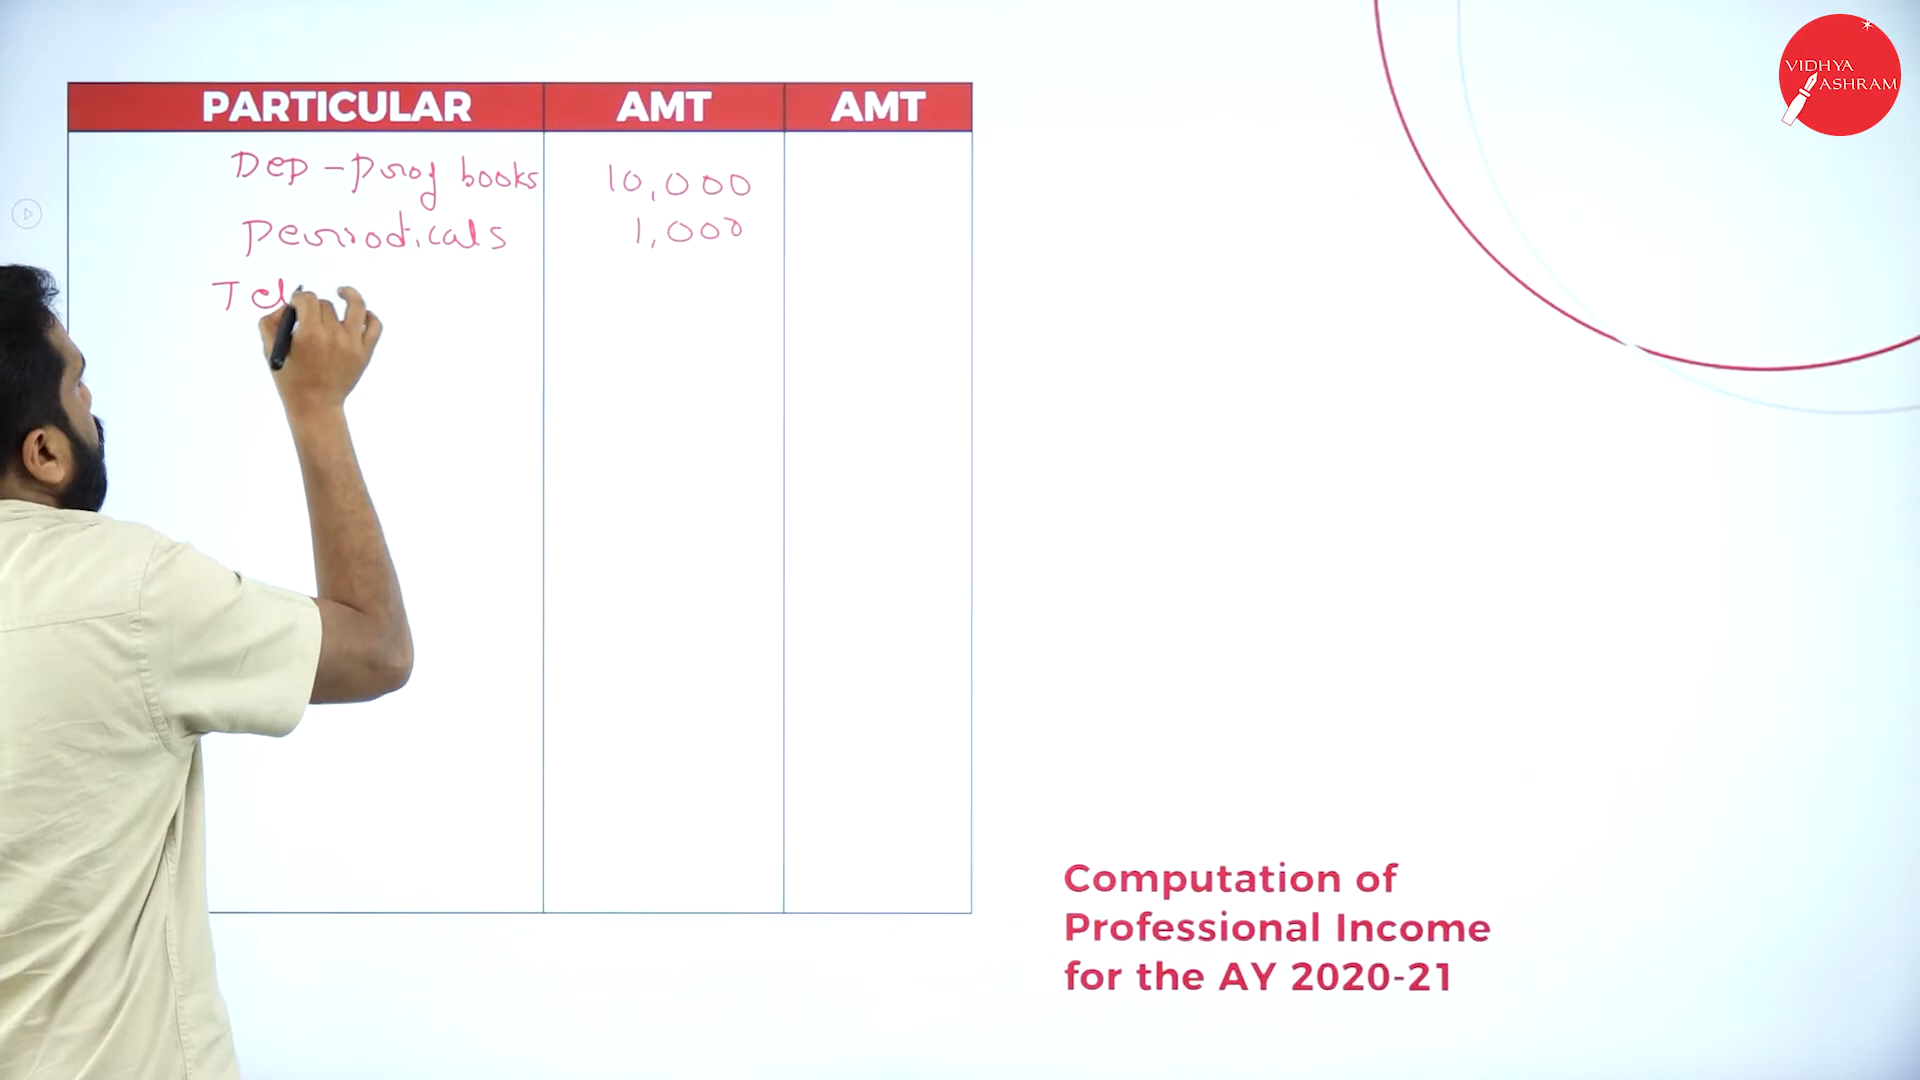 VIDHYA
ASHRAM
PARTICULAR AMT AMT
Dep - Prof books 10,000
Periodicals 1,000
Tel
Computation of
Professional Income
for the AY 2020-21